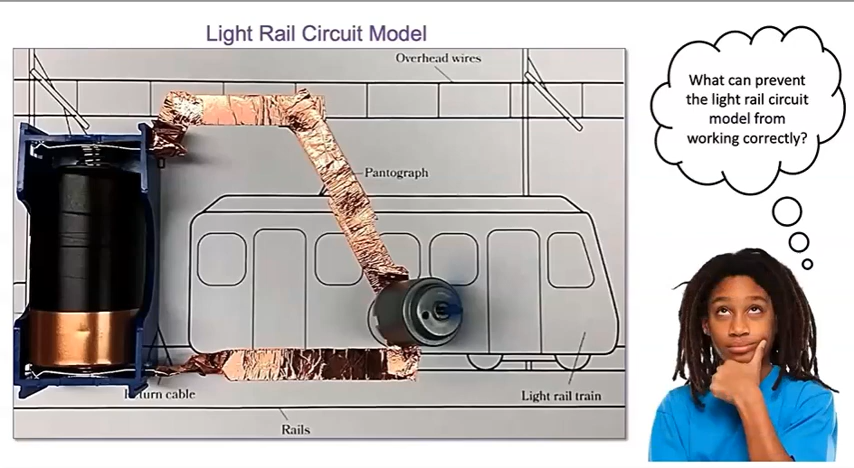 Light Rail Circuit Model
Overhead wires
What can prevent
the light rail circuit
model from
working correctly?
Pantograph
Return cable
Light rail train
Rails